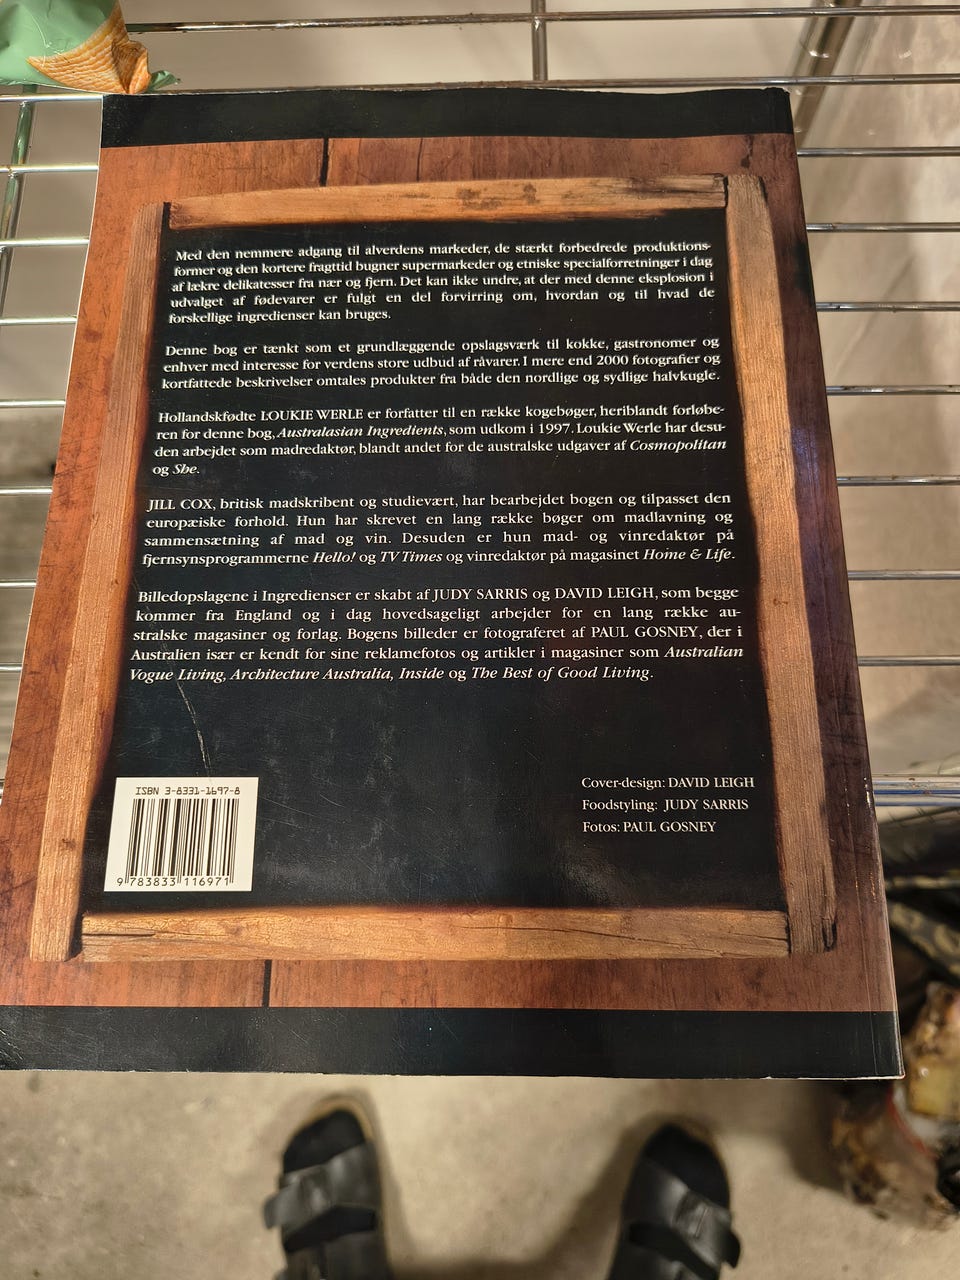 Med den nemmere adgang til alverdens markeder, de stærkt forbedrede produktions-
former og den kortere fragttid bugner supermarkeder og etniske specialforretninger i dag
af lækre delikatesser fra nær og fjern. Det kan ikke undre, at der med denne eksplosion i
udvalget af fødevarer er fulgt en del forvirring om, hvordan og til hvad de
forskellige ingredienser kan bruges.
Denne bog er tænkt som et grundlæggende opslagsværk til kokke, gastronomer og
enhver med interesse for verdens store udbud af råvarer. I mere end 2000 fotografier og
kortfattede beskrivelser omtales produkter fra både den nordlige og sydlige halvkugle.
Hollandskfødte LOUKIE WERLE er forfatter til en række kogebøger, heriblandt forløbe-
ren for denne bog, Australasian Ingredients, som udkom i 1997. Loukie Werle har desu-
den arbejdet som madredaktør, blandt andet for de australske udgaver af Cosmopolitan
og She.
JILL COX, britisk madskribent og studievært, har bearbejdet bogen og tilpasset den
europæiske forhold. Hun har skrevet en lang række bøger om madlavning og
sammensætning af mad og vin. Desuden er hun mad- og vinredaktør på
fjernsynsprogrammerne Hello! og TV Times og vinredaktør på magasinet Home & Life.
Billedopslagene i Ingredienser er skabt af JUDY SARRIS og DAVID LEIGH, som begge
kommer fra England og i dag hovedsageligt arbejder for en lang række au-
stralske magasiner og forlag. Bogens billeder er fotograferet af PAUL GOSNEY, der i
Australien især er kendt for sine reklamefotos og artikler i magasiner som Australian
Vogue Living, Architecture Australia, Inside og The Best of Good Living.
Cover-design: DAVID LEIGH
Foodstyling: JUDY SARRIS
Fotos: PAUL GOSNEY
ISBN 3-8331-1697-8
9 783833 116971